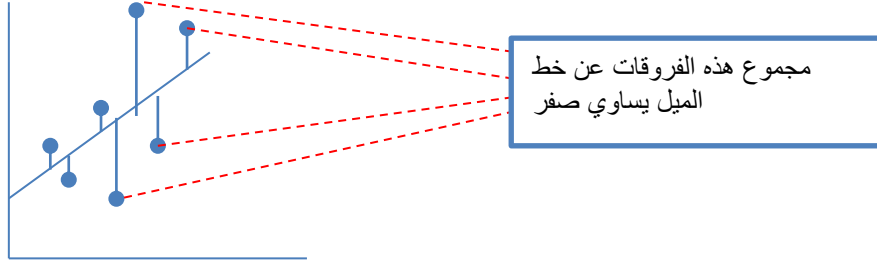 مجموع هذه الفروقات عن خط
الميل يساوي صفر